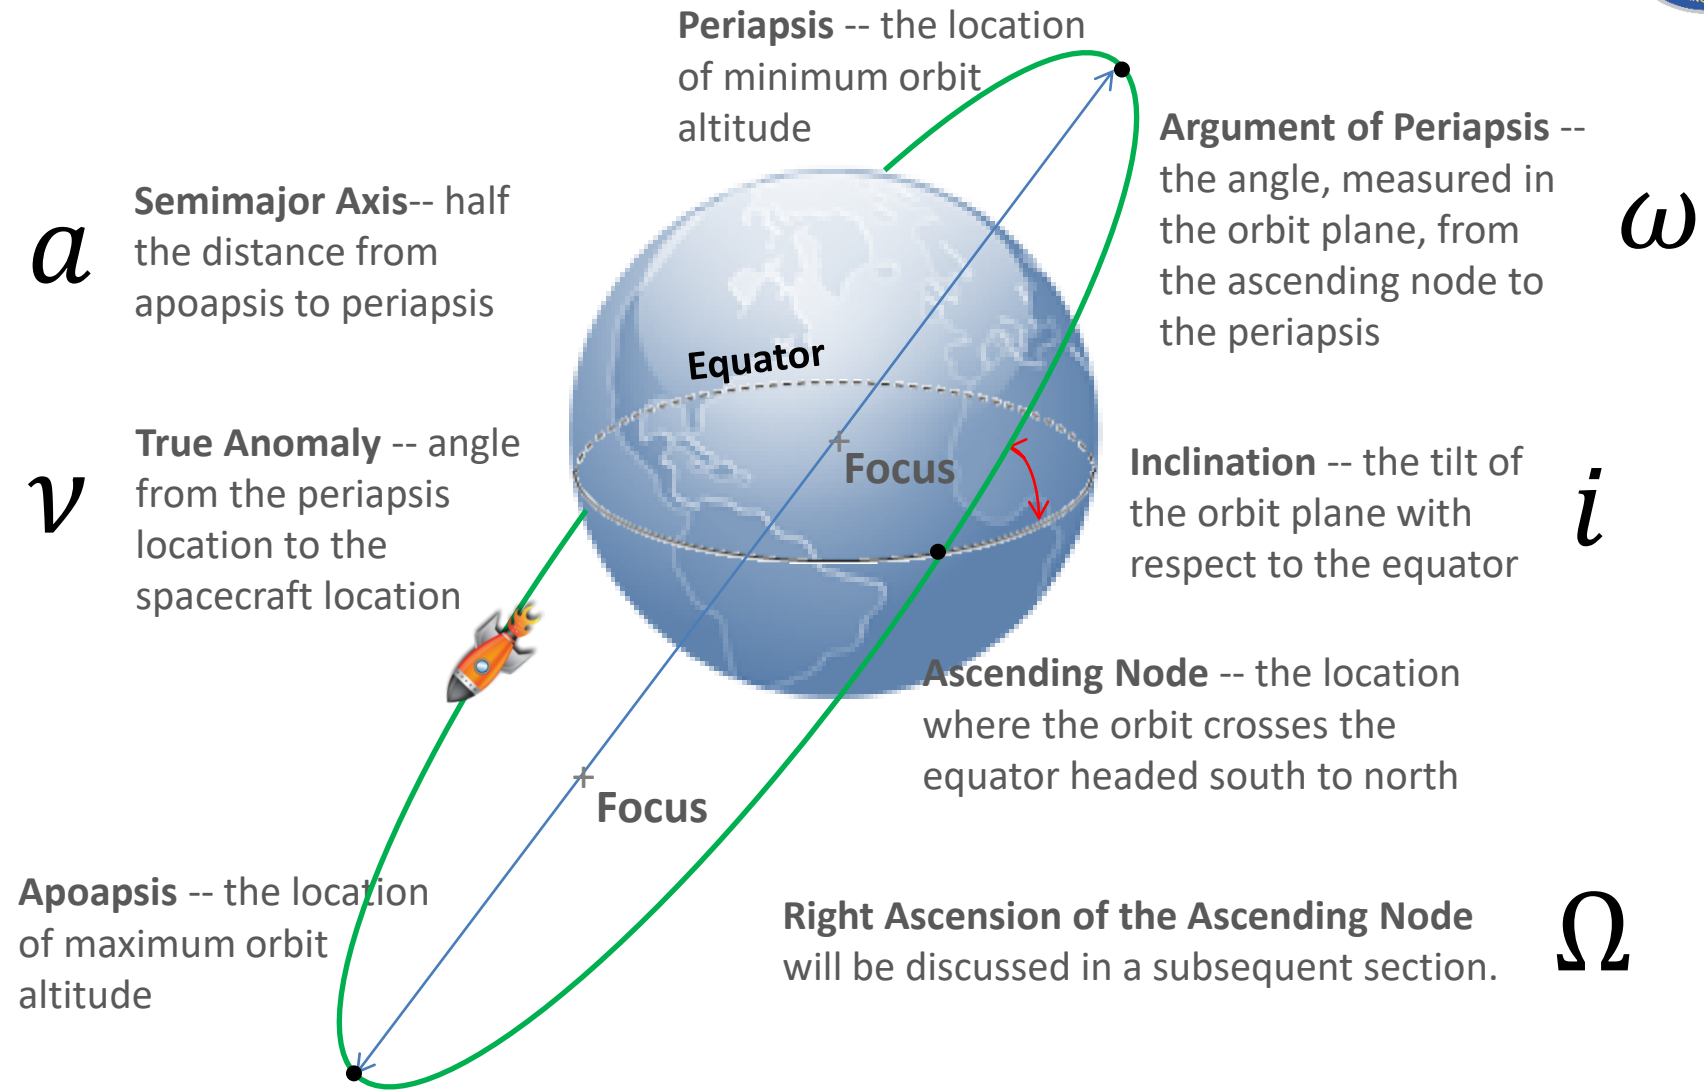 Periapsis -- the location
of minimum orbit
altitude
Argument of Periapsis --
the angle, measured in
the orbit plane, from
the ascending node to
the periapsis
ω
a
Semimajor Axis-- half
the distance from
apoapsis to periapsis
Equator
ν
True Anomaly -- angle
from the periapsis
location to the
spacecraft location
Focus
Inclination -- the tilt of
the orbit plane with
respect to the equator
i
Ascending Node -- the location
where the orbit crosses the
equator headed south to north
Focus
Apoapsis -- the location
of maximum orbit
altitude
Right Ascension of the Ascending Node
will be discussed in a subsequent section.
Ω